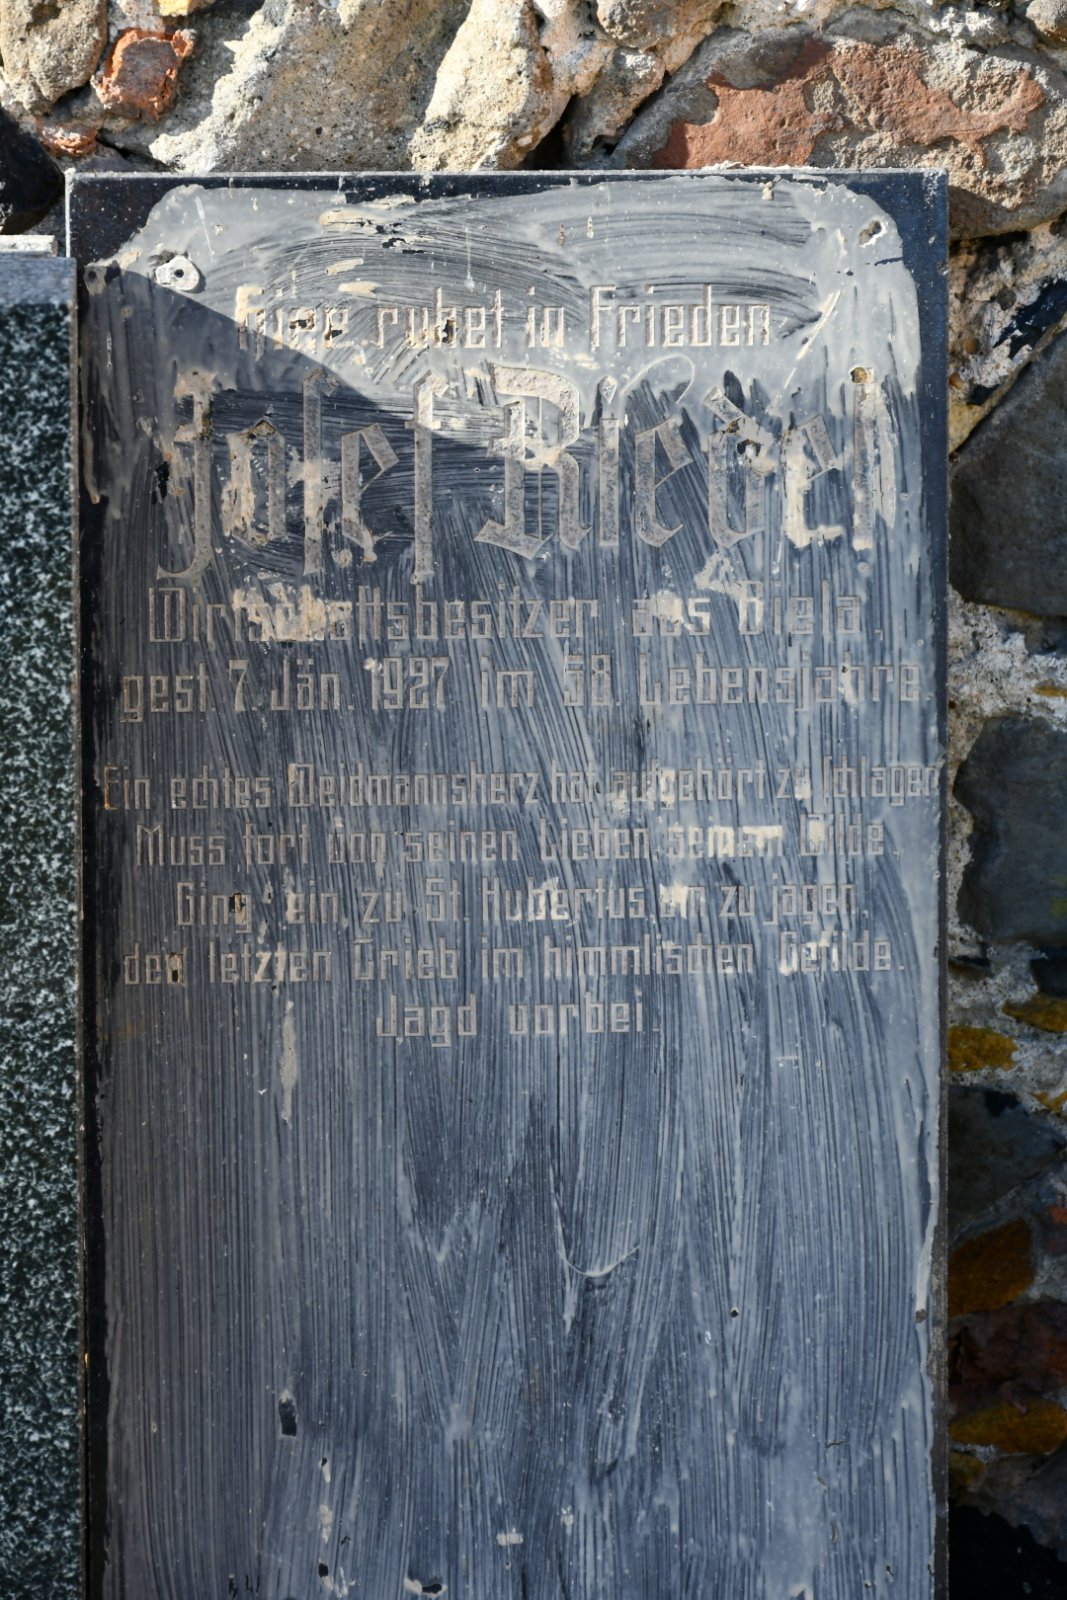 Hier ruhet in Frieden
Josef Riedel
Wirtschaftsbesitzer aus Biela,
gest. 7. Jän. 1927 im 58. Lebensjahre
Ein echtes Weidmannsherz hat aufgehört zu schlagen
Muss fort von seinen Lieben, seinem Wilde,
Ging ein zu St. Hubertus, um zu jagen,
den letzten Trieb im himmlischen Gefilde.
Jagd vorbei.